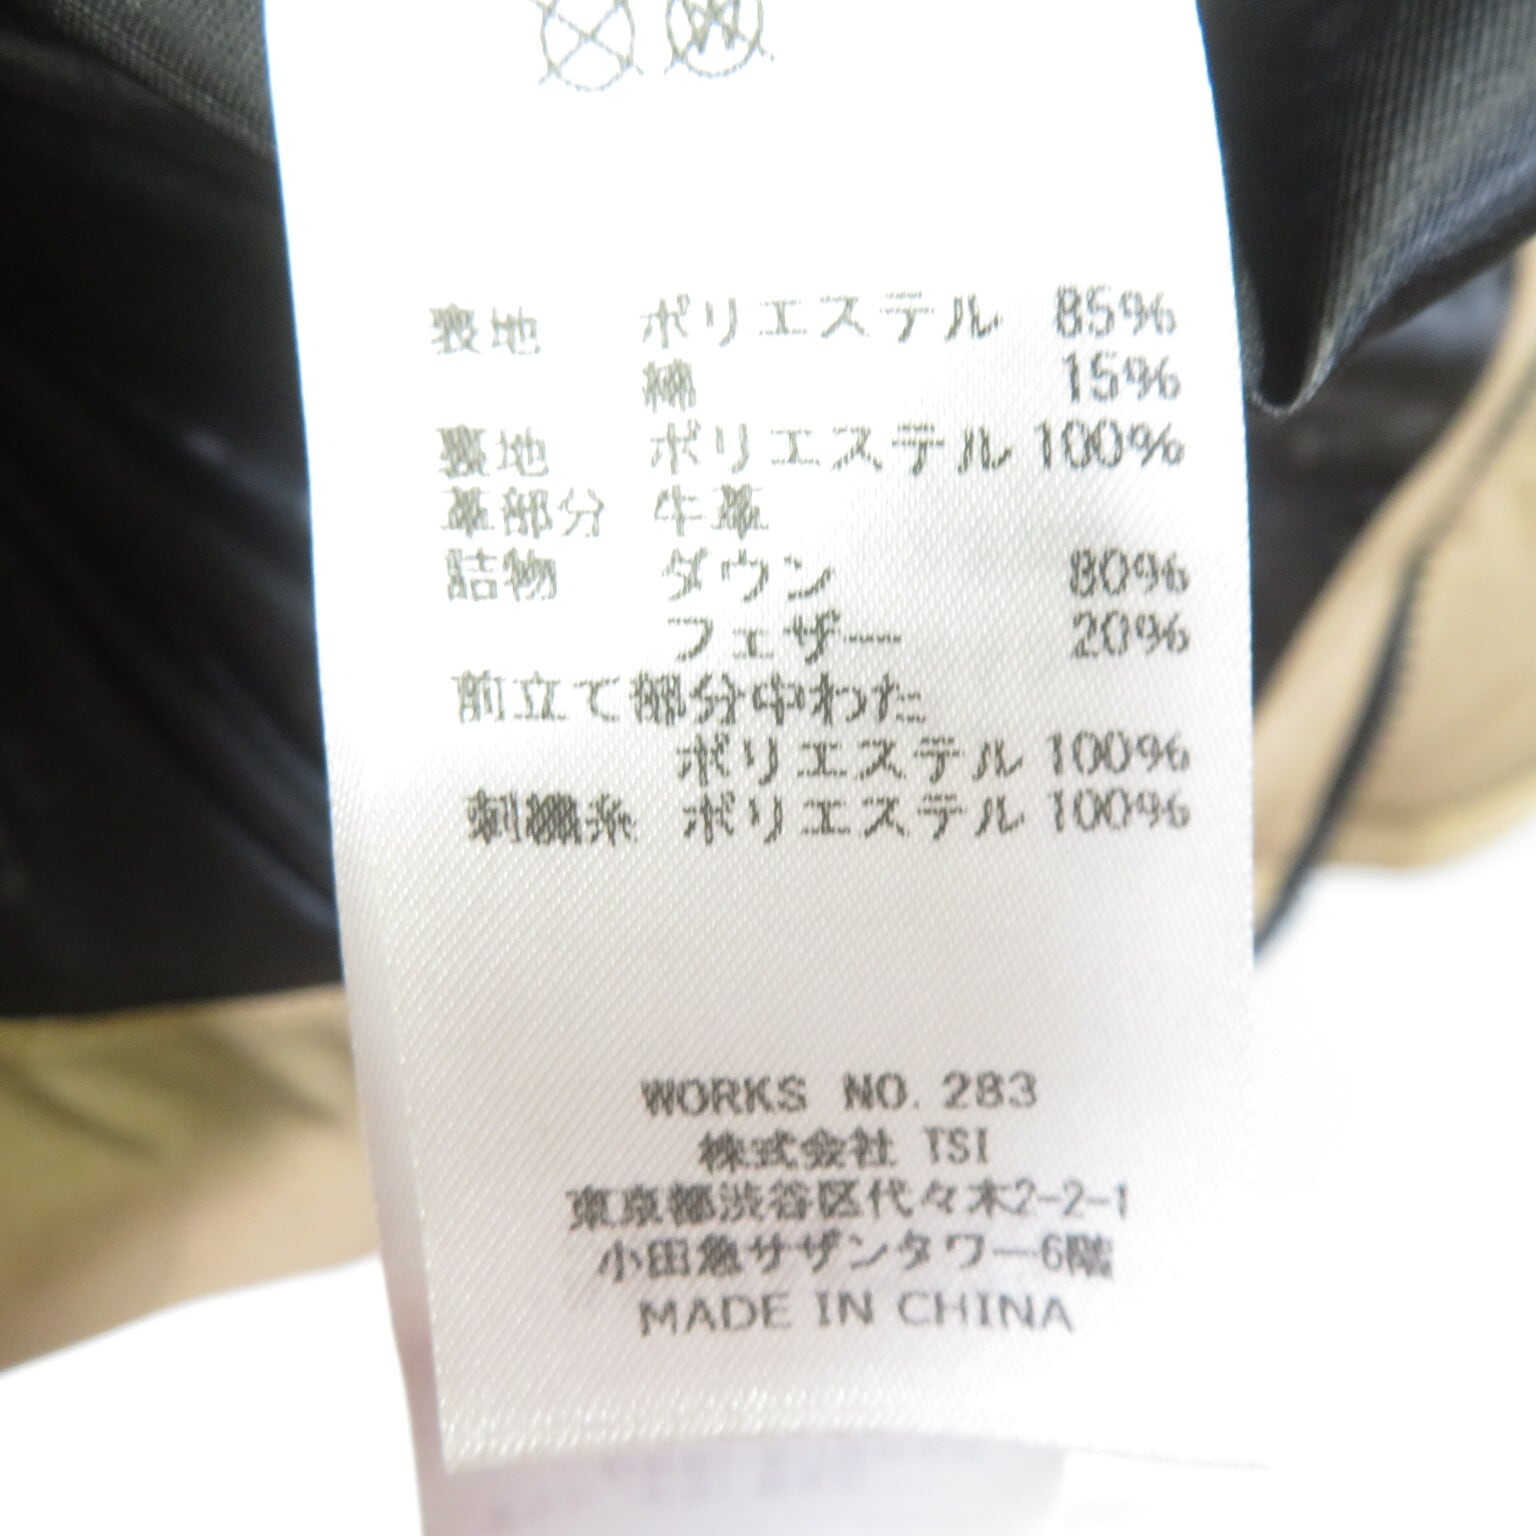 表地 ポリエステル 85%
綿 15%
裏地 ポリエステル 100%
革部分 牛革
詰物 ダウン 80%
フェザー 20%
前立て部分中わた
ポリエステル 100%
刺繍糸 ポリエステル 100%
WORKS NO. 283
株式会社 TSI
東京都渋谷区代々木2-2-1
小田急サザンタワー6階
MADE IN CHINA